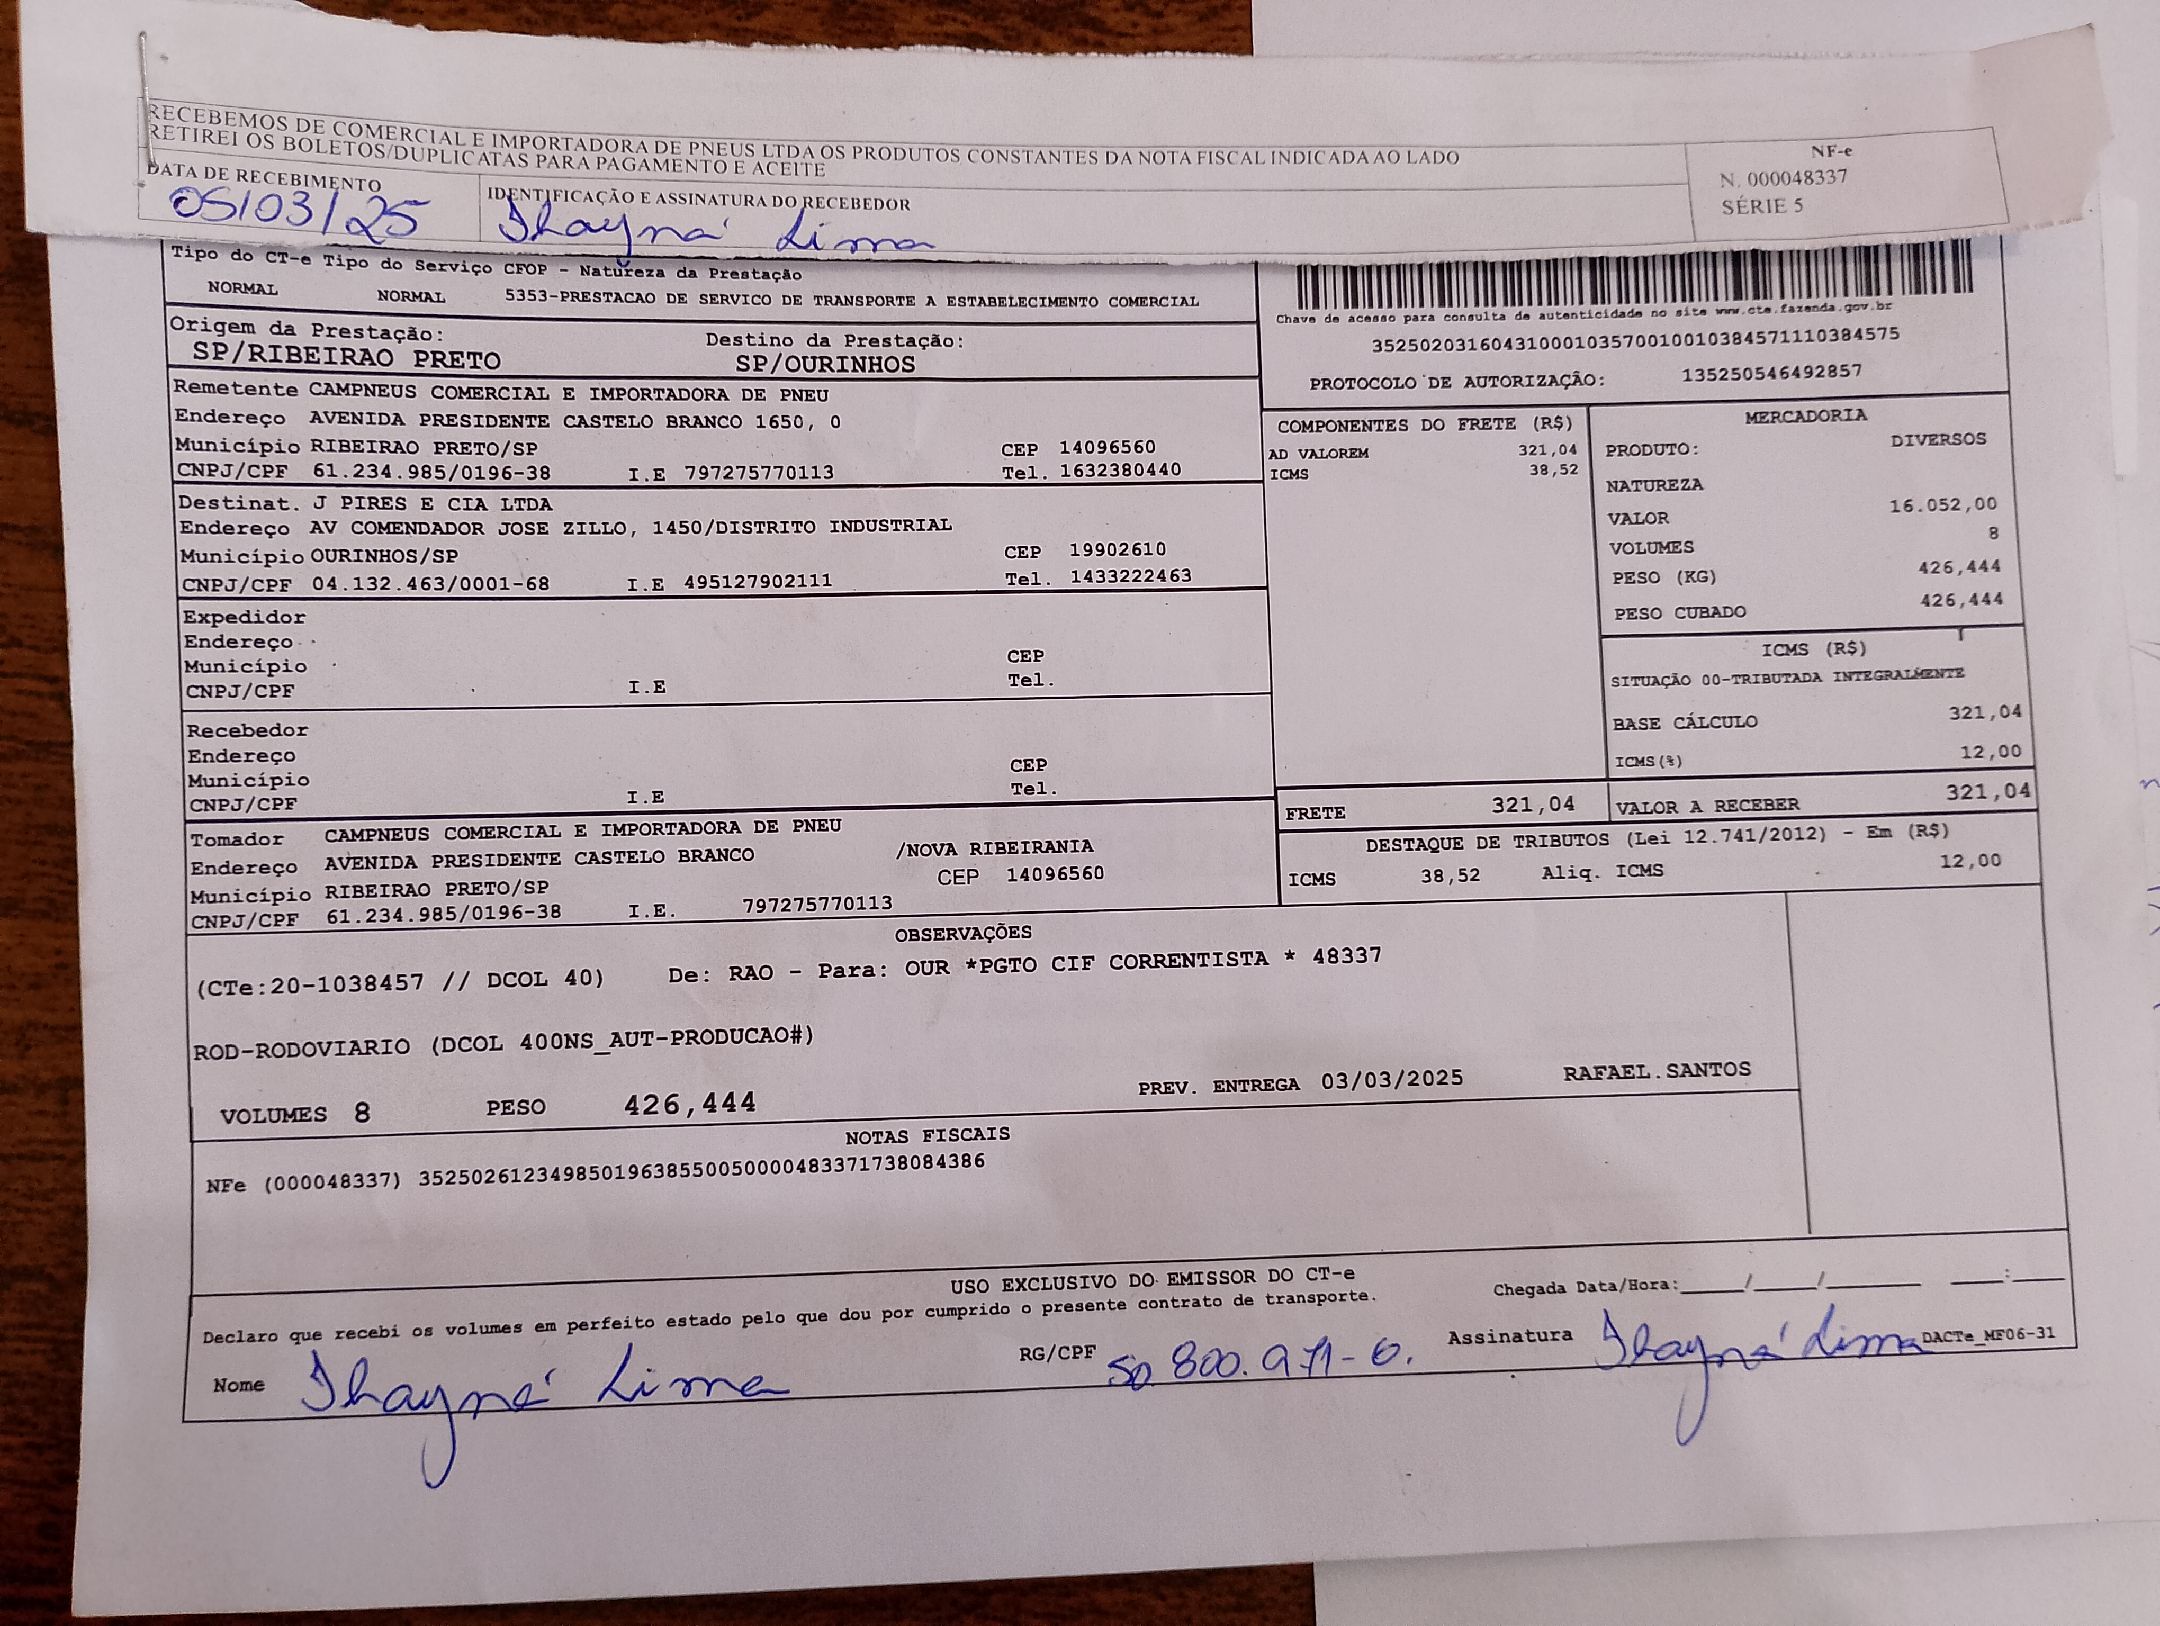 RECEBEMOS DE COMERCIAL E IMPORTADORA DE PNEUS LTDA OS PRODUTOS CONSTANTES DA NOTA FISCAL INDICADA AO LADO
RETIREI OS BOLETOS/DUPLICATAS PARA PAGAMENTO E ACEITE
NF-e
N. 000048337
SÉRIE 5
DATA DE RECEBIMENTO
05/03/25
IDENTIFICAÇÃO E ASSINATURA DO RECEBEDOR
Thayná Lima
Tipo do CT-e Tipo do Serviço CFOP - Natureza da Prestação
NORMAL NORMAL 5353-PRESTACAO DE SERVICO DE TRANSPORTE A ESTABELECIMENTO COMERCIAL
Chave de acesso para consulta de autenticidade no site www.cte.fazenda.gov.br
35250203160431000103570010010384571110384575
PROTOCOLO DE AUTORIZAÇÃO: 135250546492857
Origem da Prestação: Destino da Prestação:
SP/RIBEIRAO PRETO SP/OURINHOS
Remetente CAMPNEUS COMERCIAL E IMPORTADORA DE PNEU
Endereço AVENIDA PRESIDENTE CASTELO BRANCO 1650, 0
Município RIBEIRAO PRETO/SP CEP 14096560
CNPJ/CPF 61.234.985/0196-38 I.E 797275770113 Tel. 1632380440
Destinat. J PIRES E CIA LTDA
Endereço AV COMENDADOR JOSE ZILLO, 1450/DISTRITO INDUSTRIAL
Município OURINHOS/SP CEP 19902610
CNPJ/CPF 04.132.463/0001-68 I.E 495127902111 Tel. 1433222463
Expedidor
Endereço
Município CEP
CNPJ/CPF I.E Tel.
Recebedor
Endereço
Município CEP
CNPJ/CPF I.E Tel.
Tomador CAMPNEUS COMERCIAL E IMPORTADORA DE PNEU
Endereço AVENIDA PRESIDENTE CASTELO BRANCO /NOVA RIBEIRANIA
Município RIBEIRAO PRETO/SP CEP 14096560
CNPJ/CPF 61.234.985/0196-38 I.E. 797275770113
COMPONENTES DO FRETE (R$)
AD VALOREM 321,04
ICMS 38,52
MERCADORIA
PRODUTO: DIVERSOS
NATUREZA
VALOR 16.052,00
VOLUMES 8
PESO (KG) 426,444
PESO CUBADO 426,444
ICMS (R$)
SITUAÇÃO 00-TRIBUTADA INTEGRALMENTE
BASE CÁLCULO 321,04
ICMS(%) 12,00
FRETE 321,04 VALOR A RECEBER 321,04
DESTAQUE DE TRIBUTOS (Lei 12.741/2012) - Em (R$)
ICMS 38,52 Aliq. ICMS 12,00
OBSERVAÇÕES
(CTe:20-1038457 // DCOL 40) De: RAO - Para: OUR *PGTO CIF CORRENTISTA * 48337
ROD-RODOVIARIO (DCOL 400NS_AUT-PRODUCAO#)
VOLUMES 8 PESO 426,444 PREV. ENTREGA 03/03/2025 RAFAEL.SANTOS
NOTAS FISCAIS
NFe (000048337) 35250261234985019638550050000483371738084386
USO EXCLUSIVO DO EMISSOR DO CT-e
Declaro que recebi os volumes em perfeito estado pelo que dou por cumprido o presente contrato de transporte. Chegada Data/Hora:____/____/______ ___:___
Nome Thayná Lima RG/CPF 50.800.971-6. Assinatura Thayná Lima DACTe_MF06-31